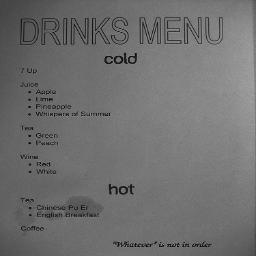 DRINKS MENU
cold
7 Up
Juice
• Apple
• Lime
• Pineapple
• Whispers of Summer
Tea
• Green
• Peach
Wine
• Red
• White
hot
Tea
• Chinese Pu Er
• English Breakfast
Coffee
"Whatever" is not in order